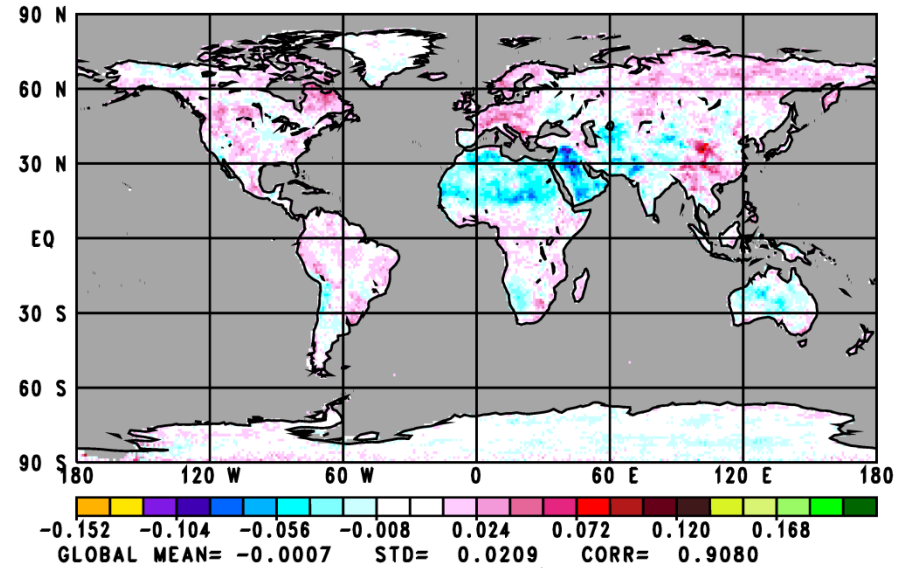 90 N
60 N
30 N
EQ
30 S
60 S
90 S
180 120 W 60 W 0 60 E 120 E 180
-0.152 -0.104 -0.056 -0.008 0.024 0.072 0.120 0.168
GLOBAL MEAN= -0.0007 STD= 0.0209 CORR= 0.9080